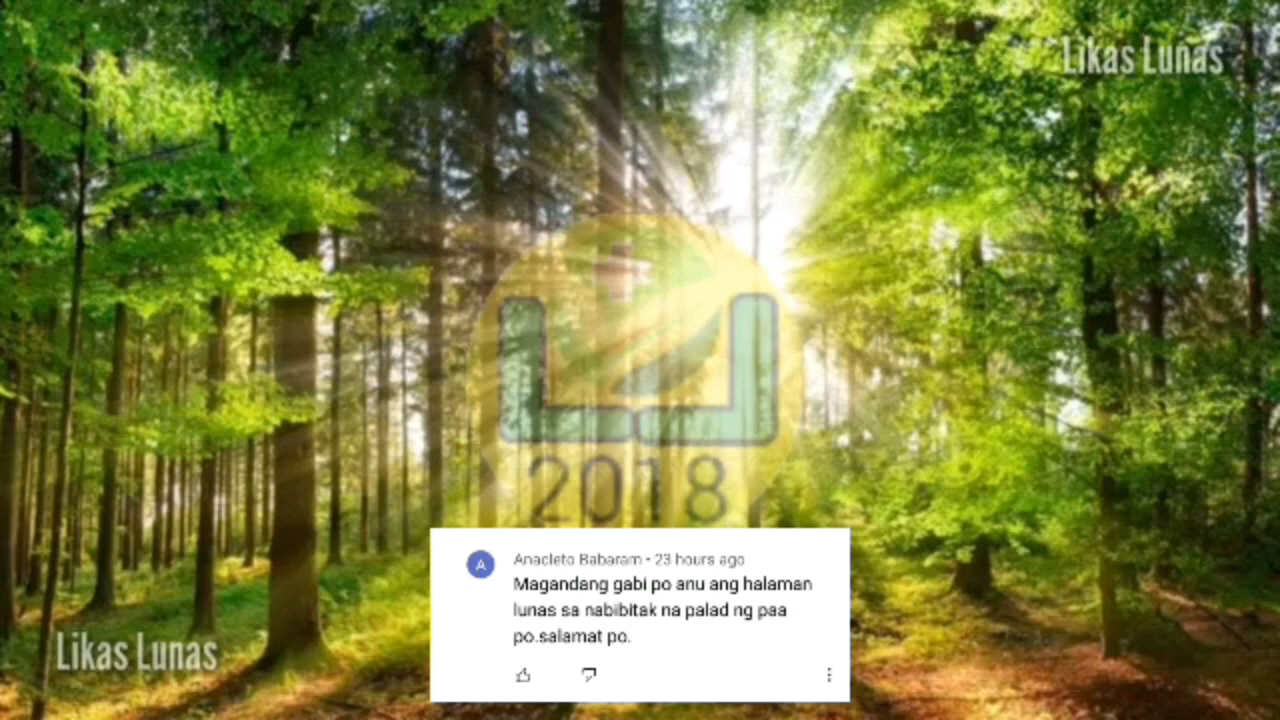 Likas Lunas
2018
A
Anacleto Babaram • 23 hours ago
Magandang gabi po anu ang halaman
lunas sa nabibitak na palad ng paa
po.salamat po.
Likas Lunas